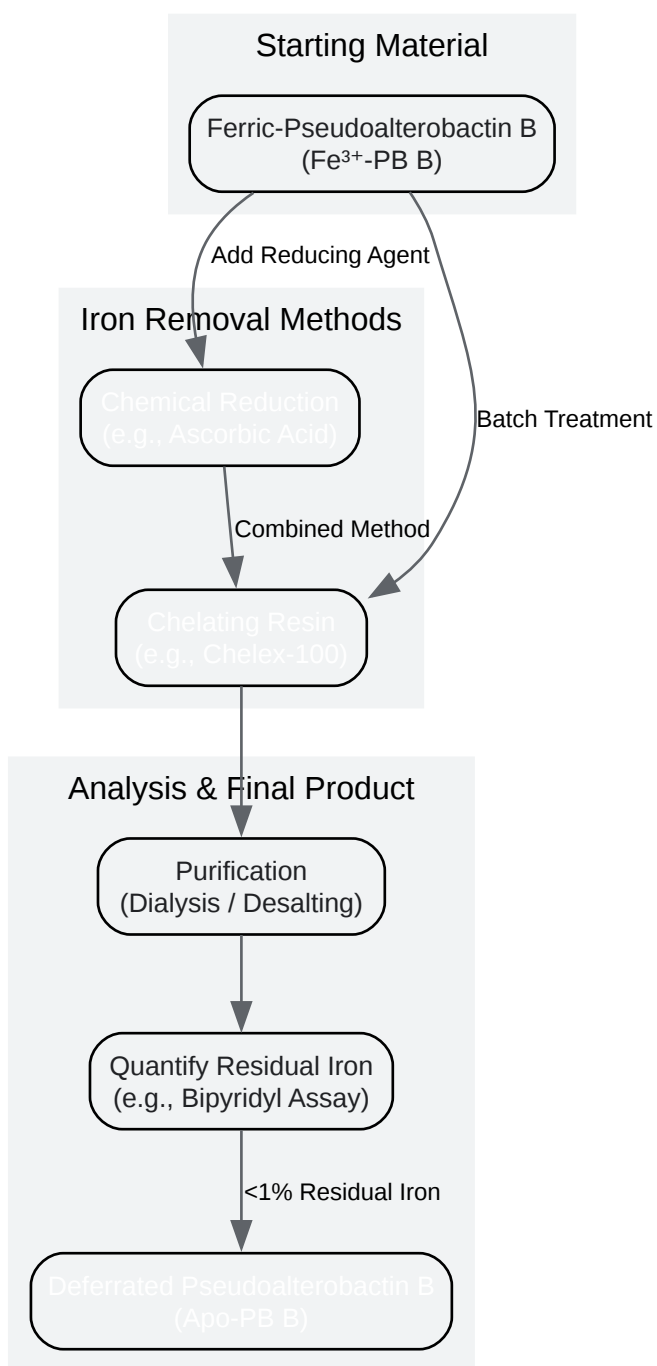 Starting Material
Ferric-Pseudoalterobactin B
(Fe³⁺-PB B)
Add Reducing Agent
Iron Removal Methods
Chemical Reduction
(e.g., Ascorbic Acid)
Batch Treatment
Combined Method
Chelating Resin
(e.g., Chelex-100)
Analysis & Final Product
Purification
(Dialysis / Desalting)
Quantify Residual Iron
(e.g., Bipyridyl Assay)
<1% Residual Iron
Deferrated Pseudoalterobactin B
(Apo-PB B)